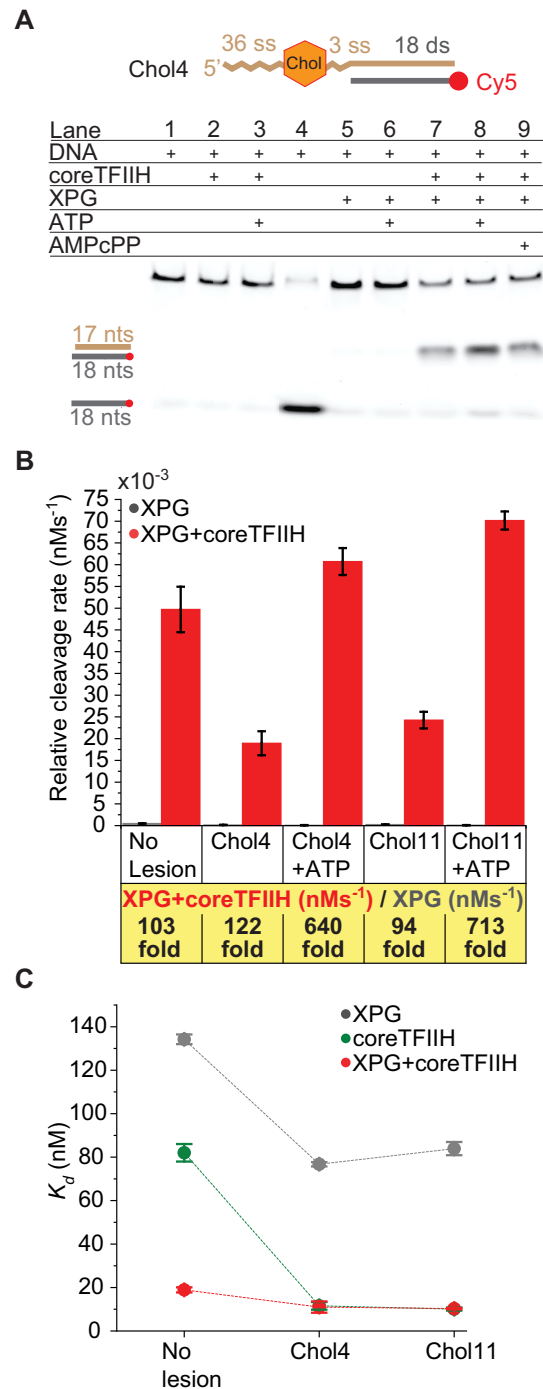 A
36 ss 3 ss 18 ds
Chol4 5' Chol Cy5
Lane 1 2 3 4 5 6 7 8 9
DNA + + + + + + + + +
coreTFIIH + + + + +
XPG + + + + +
ATP + + +
AMPcPP +
17 nts
18 nts
18 nts
B
x10-3
XPG
XPG+coreTFIIH
Relative cleavage rate (nMs-1)
75
70
65
60
55
50
45
40
35
30
25
20
15
10
5
0
No Lesion Chol4 Chol4 +ATP Chol11 Chol11 +ATP
XPG+coreTFIIH (nMs-1) / XPG (nMs-1)
103 122 640 94 713
fold fold fold fold fold
C
XPG
coreTFIIH
XPG+coreTFIIH
Kd (nM)
140
120
100
80
60
40
20
0
No lesion Chol4 Chol11